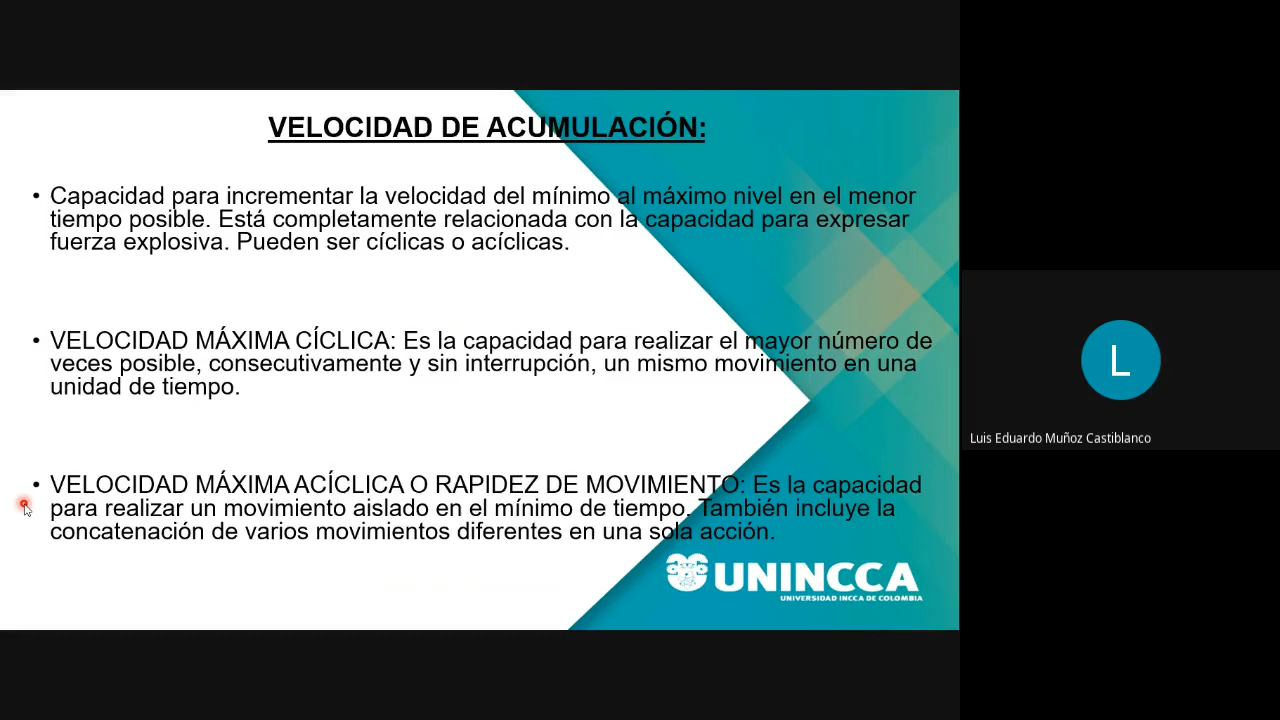 VELOCIDAD DE ACUMULACIÓN:
• Capacidad para incrementar la velocidad del mínimo al máximo nivel en el menor
tiempo posible. Está completamente relacionada con la capacidad para expresar
fuerza explosiva. Pueden ser cíclicas o acíclicas.
• VELOCIDAD MÁXIMA CÍCLICA: Es la capacidad para realizar el mayor número de
veces posible, consecutivamente y sin interrupción, un mismo movimiento en una
unidad de tiempo.
• VELOCIDAD MÁXIMA ACÍCLICA O RAPIDEZ DE MOVIMIENTO: Es la capacidad
para realizar un movimiento aislado en el mínimo de tiempo. También incluye la
concatenación de varios movimientos diferentes en una sola acción.
UNINCCA
UNIVERSIDAD INCCA DE COLOMBIA
L
Luis Eduardo Muñoz Castiblanco